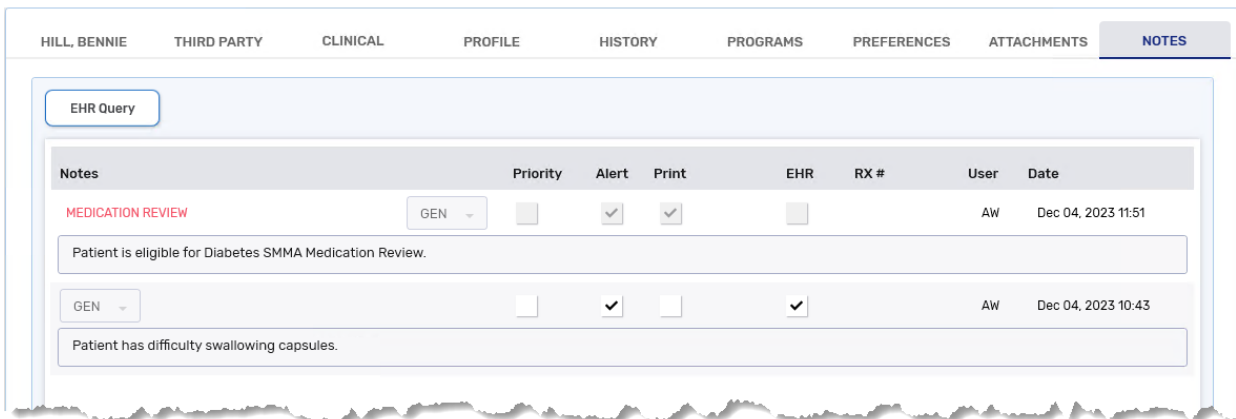 HILL, BENNIE THIRD PARTY CLINICAL PROFILE HISTORY PROGRAMS PREFERENCES ATTACHMENTS NOTES
EHR Query
Notes Priority Alert Print EHR RX # User Date
MEDICATION REVIEW GEN AW Dec 04, 2023 11:51
Patient is eligible for Diabetes SMMA Medication Review.
GEN AW Dec 04, 2023 10:43
Patient has difficulty swallowing capsules.